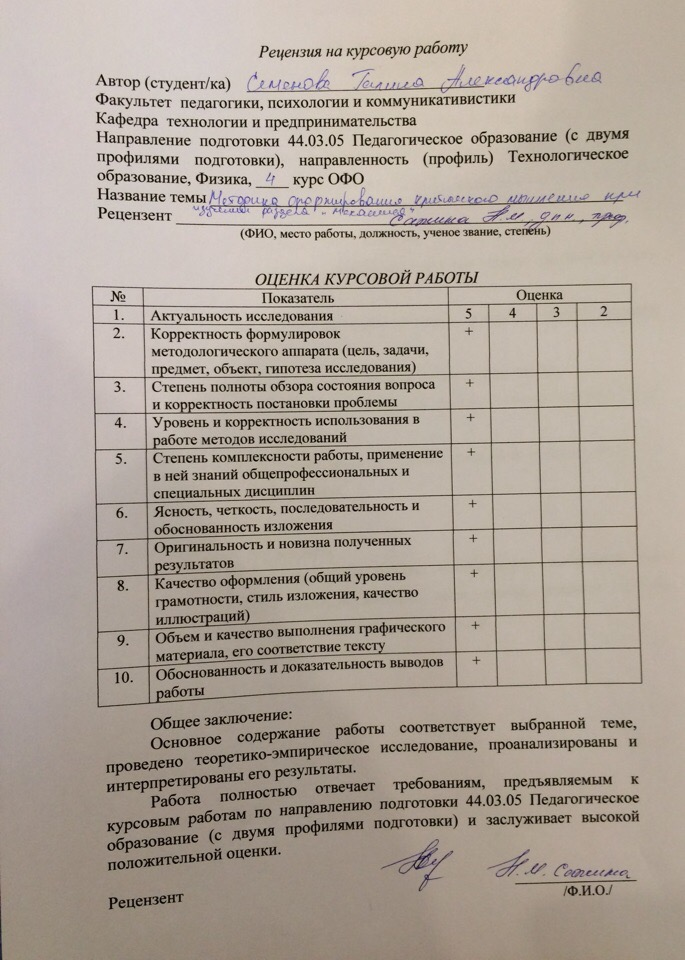 Рецензия на курсовую работу
Автор (студент/ка) Семенова Галина Александровна
Факультет педагогики, психологии и коммуникативистики
Кафедра технологии и предпринимательства
Направление подготовки 44.03.05 Педагогическое образование (с двумя
профилями подготовки), направленность (профиль) Технологическое
образование, Физика, 4 курс ОФО
Название темы Методика формирования критического мышления при
изучении раздела "Механика"
Рецензент Сажина Н.М., дпн, проф.
(ФИО, место работы, должность, ученое звание, степень)
ОЦЕНКА КУРСОВОЙ РАБОТЫ
№ Показатель Оценка
1. Актуальность исследования 5 4 3 2
2. Корректность формулировок +
методологического аппарата (цель, задачи,
предмет, объект, гипотеза исследования)
3. Степень полноты обзора состояния вопроса +
и корректность постановки проблемы
4. Уровень и корректность использования в +
работе методов исследований
5. Степень комплексности работы, применение +
в ней знаний общепрофессиональных и
специальных дисциплин
6. Ясность, четкость, последовательность и +
обоснованность изложения
7. Оригинальность и новизна полученных +
результатов
8. Качество оформления (общий уровень +
грамотности, стиль изложения, качество
иллюстраций)
9. Объем и качество выполнения графического +
материала, его соответствие тексту
10. Обоснованность и доказательность выводов +
работы
Общее заключение:
Основное содержание работы соответствует выбранной теме,
проведено теоретико-эмпирическое исследование, проанализированы и
интерпретированы его результаты.
Работа полностью отвечает требованиям, предъявляемым к
курсовым работам по направлению подготовки 44.03.05 Педагогическое
образование (с двумя профилями подготовки) и заслуживает высокой
положительной оценки.
Н.М. Сажина
Рецензент /Ф.И.О./